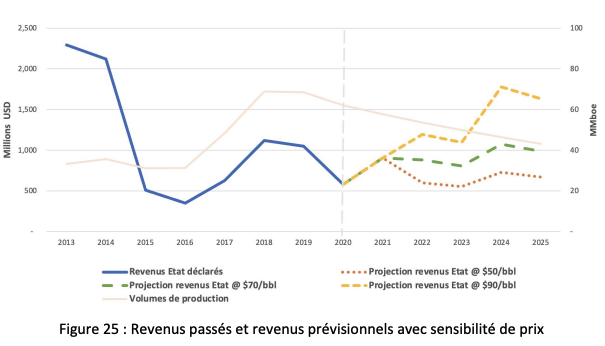 2,500
2,000
1,500
1,000
500
-
Millions USD
100
80
60
40
20
-
MMboe
2013 2014 2015 2016 2017 2018 2019 2020 2021 2022 2023 2024 2025
Revenus Etat déclarés
Projection revenus Etat @ $50/bbl
Projection revenus Etat @ $70/bbl
Projection revenus Etat @ $90/bbl
Volumes de production
Figure 25 : Revenus passés et revenus prévisionnels avec sensibilité de prix